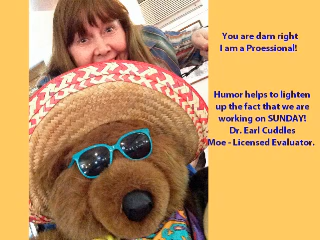 You are darn right
I am a Proessional!
Humor helps to lighten
up the fact that we are
working on SUNDAY!
Dr. Earl Cuddles
Moe - Licensed Evaluator.